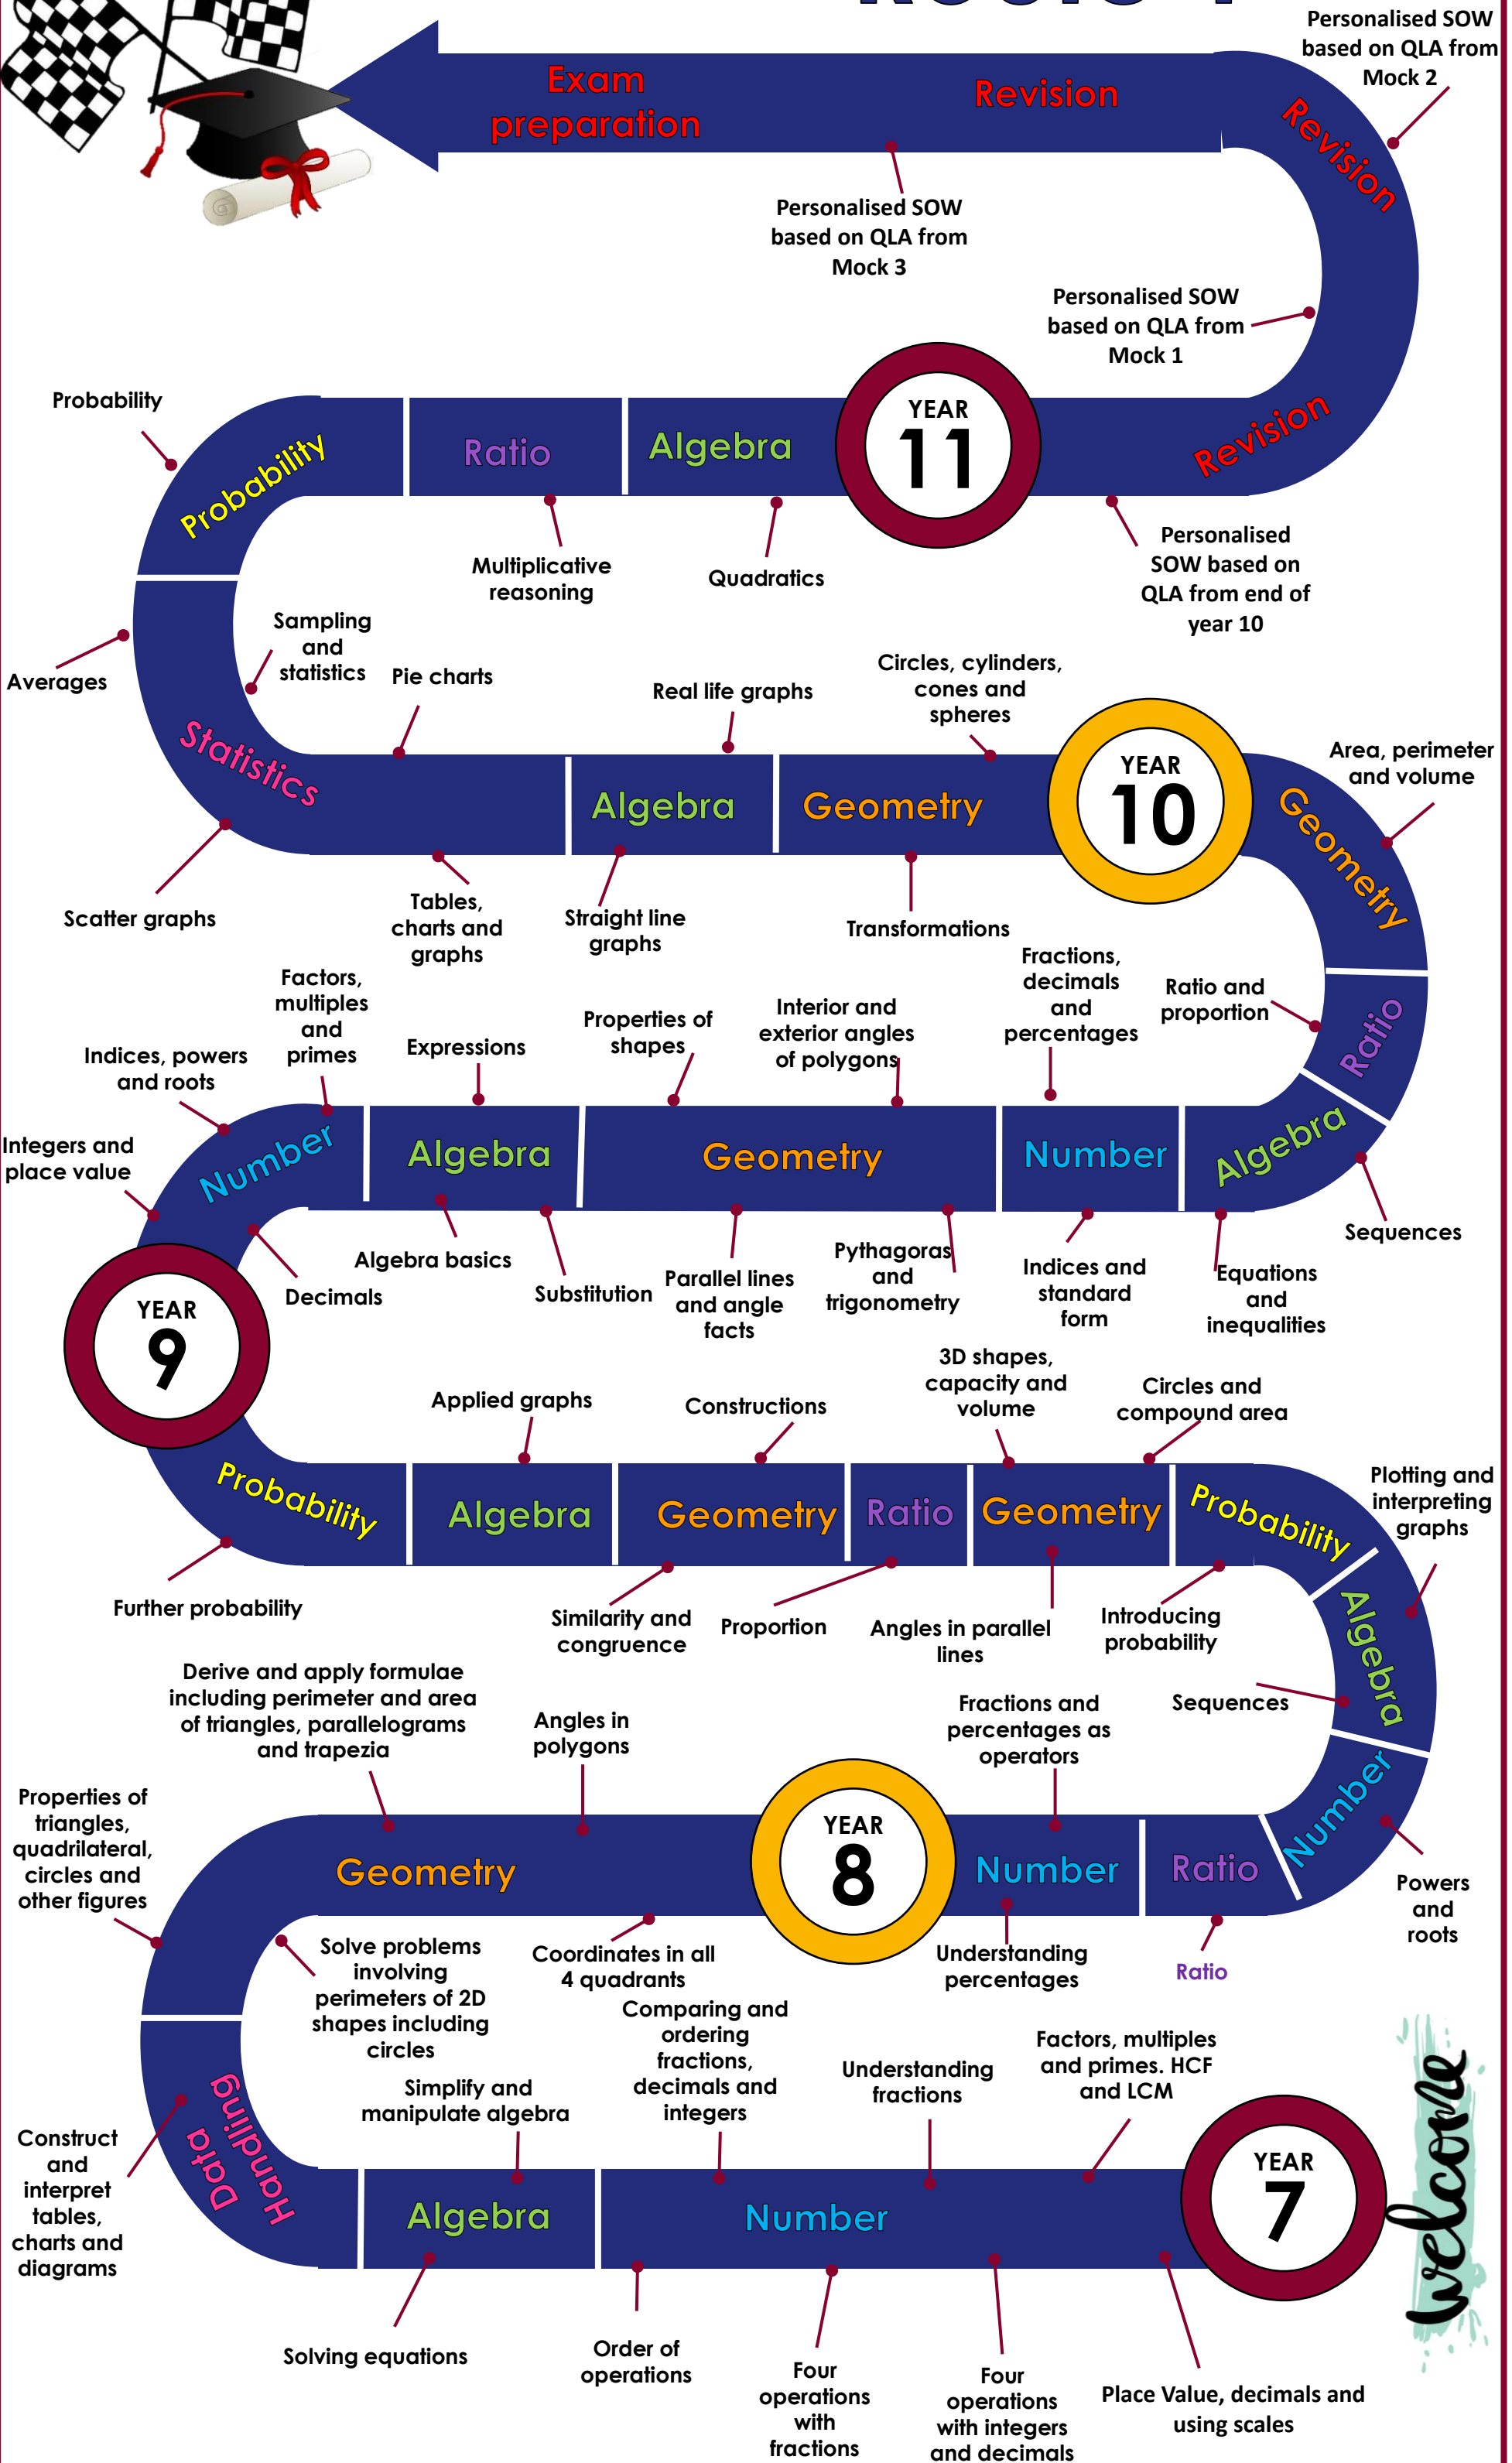 Route 1
Personalised SOW
based on QLA from
Mock 2
Exam
preparation
Revision
Revision
Personalised SOW
based on QLA from
Mock 3
Personalised SOW
based on QLA from
Mock 1
Revision
YEAR
11
Algebra
Ratio
Probability
Probability
Multiplicative
reasoning
Quadratics
Personalised
SOW based on
QLA from end of
year 10
Averages
Sampling
and
statistics
Pie charts
Real life graphs
Circles, cylinders,
cones and
spheres
Statistics
Algebra
Geometry
YEAR
10
Geometry
Area, perimeter
and volume
Scatter graphs
Tables,
charts and
graphs
Straight line
graphs
Transformations
Ratio and
proportion
Ratio
Integers and
place value
Indices, powers
and roots
Factors,
multiples
and
primes
Expressions
Properties of
shapes
Interior and
exterior angles
of polygons
Fractions,
decimals
and
percentages
Number
Algebra
Geometry
Number
Algebra
Decimals
Algebra basics
Substitution
Parallel lines
and angle
facts
Pythagoras
and
trigonometry
Indices and
standard
form
Equations
and
inequalities
Sequences
YEAR
9
Applied graphs
Constructions
3D shapes,
capacity and
volume
Circles and
compound area
Plotting and
interpreting
graphs
Probability
Algebra
Geometry
Ratio
Geometry
Probability
Algebra
Further probability
Similarity and
congruence
Proportion
Angles in parallel
lines
Introducing
probability
Sequences
Derive and apply formulae
including perimeter and area
of triangles, parallelograms
and trapezia
Angles in
polygons
Fractions and
percentages as
operators
Number
Powers
and
roots
Properties of
triangles,
quadrilateral,
circles and
other figures
Geometry
YEAR
8
Number
Ratio
Solve problems
involving
perimeters of 2D
shapes including
circles
Coordinates in all
4 quadrants
Understanding
percentages
Ratio
Data
Handling
Construct
and
interpret
tables,
charts and
diagrams
Simplify and
manipulate algebra
Comparing and
ordering
fractions,
decimals and
integers
Understanding
fractions
Factors, multiples
and primes. HCF
and LCM
Algebra
Number
YEAR
7
welcome
Solving equations
Order of
operations
Four
operations
with
fractions
Four
operations
with integers
and decimals
Place Value, decimals and
using scales